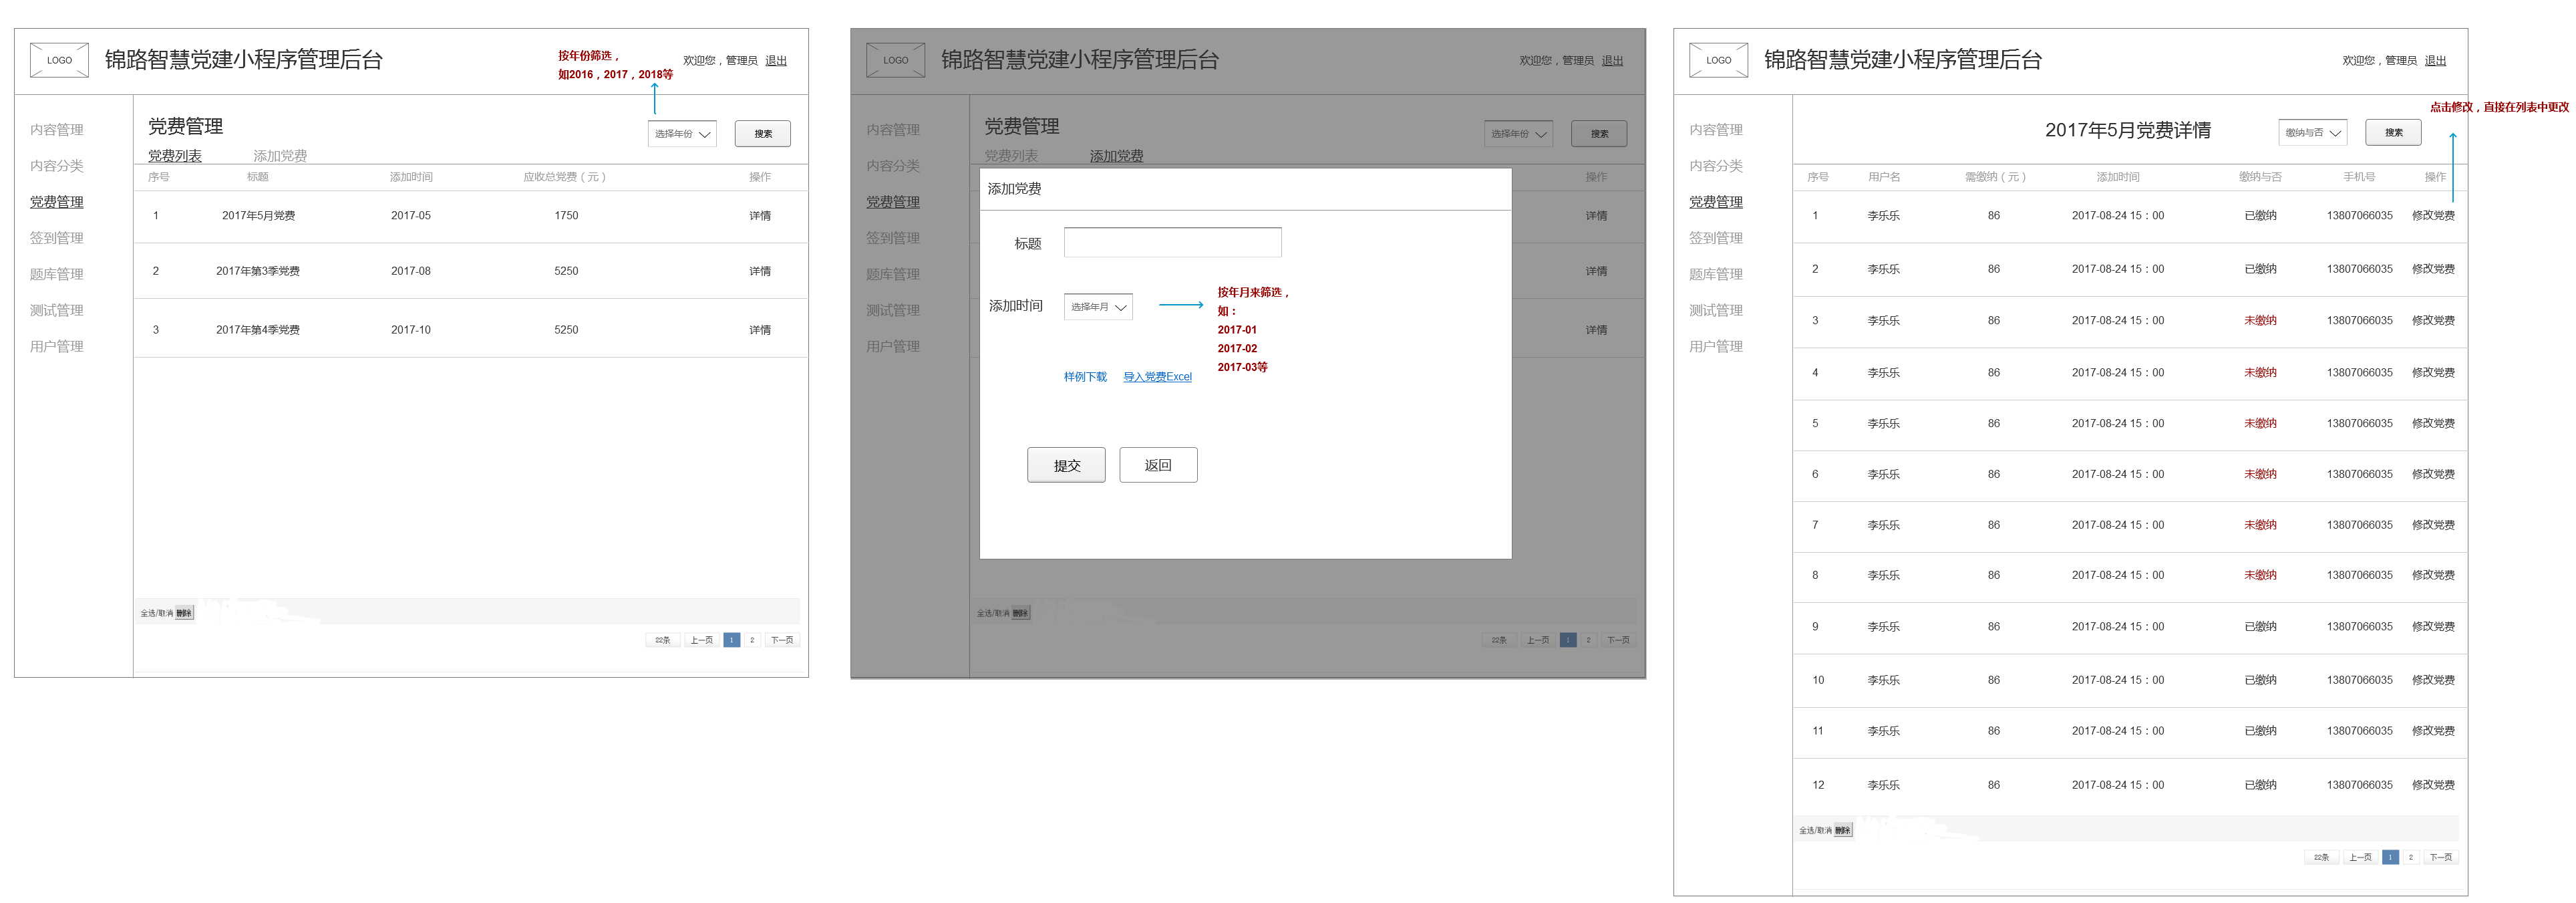 LOGO 锦路智慧党建小程序管理后台
按年份筛选，
如2016，2017，2018等
欢迎您，管理员 退出
内容管理
内容分类
党费管理
签到管理
题库管理
测试管理
用户管理
党费管理
选择年份 搜索
党费列表 添加党费
序号 标题 添加时间 应收总党费（元） 操作
1 2017年5月党费 2017-05 1750 详情
2 2017年第3季党费 2017-08 5250 详情
3 2017年第4季党费 2017-10 5250 详情
全选/取消 删除
22条 上一页 1 2 下一页
LOGO 锦路智慧党建小程序管理后台
欢迎您，管理员 退出
内容管理
内容分类
党费管理
签到管理
题库管理
测试管理
用户管理
党费管理
选择年份 搜索
党费列表 添加党费
操作
详情
详情
详情
添加党费
标题
添加时间 选择年月
按年月来筛选，
如：
2017-01
2017-02
2017-03等
样例下载 导入党费Excel
提交 返回
全选/取消 删除
22条 上一页 1 2 下一页
LOGO 锦路智慧党建小程序管理后台
欢迎您，管理员 退出
点击修改，直接在列表中更改
内容管理
内容分类
党费管理
签到管理
题库管理
测试管理
用户管理
2017年5月党费详情
缴纳与否 搜索
序号 用户名 需缴纳（元） 添加时间 缴纳与否 手机号 操作
1 李乐乐 86 2017-08-24 15：00 已缴纳 13807066035 修改党费
2 李乐乐 86 2017-08-24 15：00 已缴纳 13807066035 修改党费
3 李乐乐 86 2017-08-24 15：00 未缴纳 13807066035 修改党费
4 李乐乐 86 2017-08-24 15：00 未缴纳 13807066035 修改党费
5 李乐乐 86 2017-08-24 15：00 未缴纳 13807066035 修改党费
6 李乐乐 86 2017-08-24 15：00 未缴纳 13807066035 修改党费
7 李乐乐 86 2017-08-24 15：00 未缴纳 13807066035 修改党费
8 李乐乐 86 2017-08-24 15：00 未缴纳 13807066035 修改党费
9 李乐乐 86 2017-08-24 15：00 已缴纳 13807066035 修改党费
10 李乐乐 86 2017-08-24 15：00 已缴纳 13807066035 修改党费
11 李乐乐 86 2017-08-24 15：00 已缴纳 13807066035 修改党费
12 李乐乐 86 2017-08-24 15：00 已缴纳 13807066035 修改党费
全选/取消 删除
22条 上一页 1 2 下一页